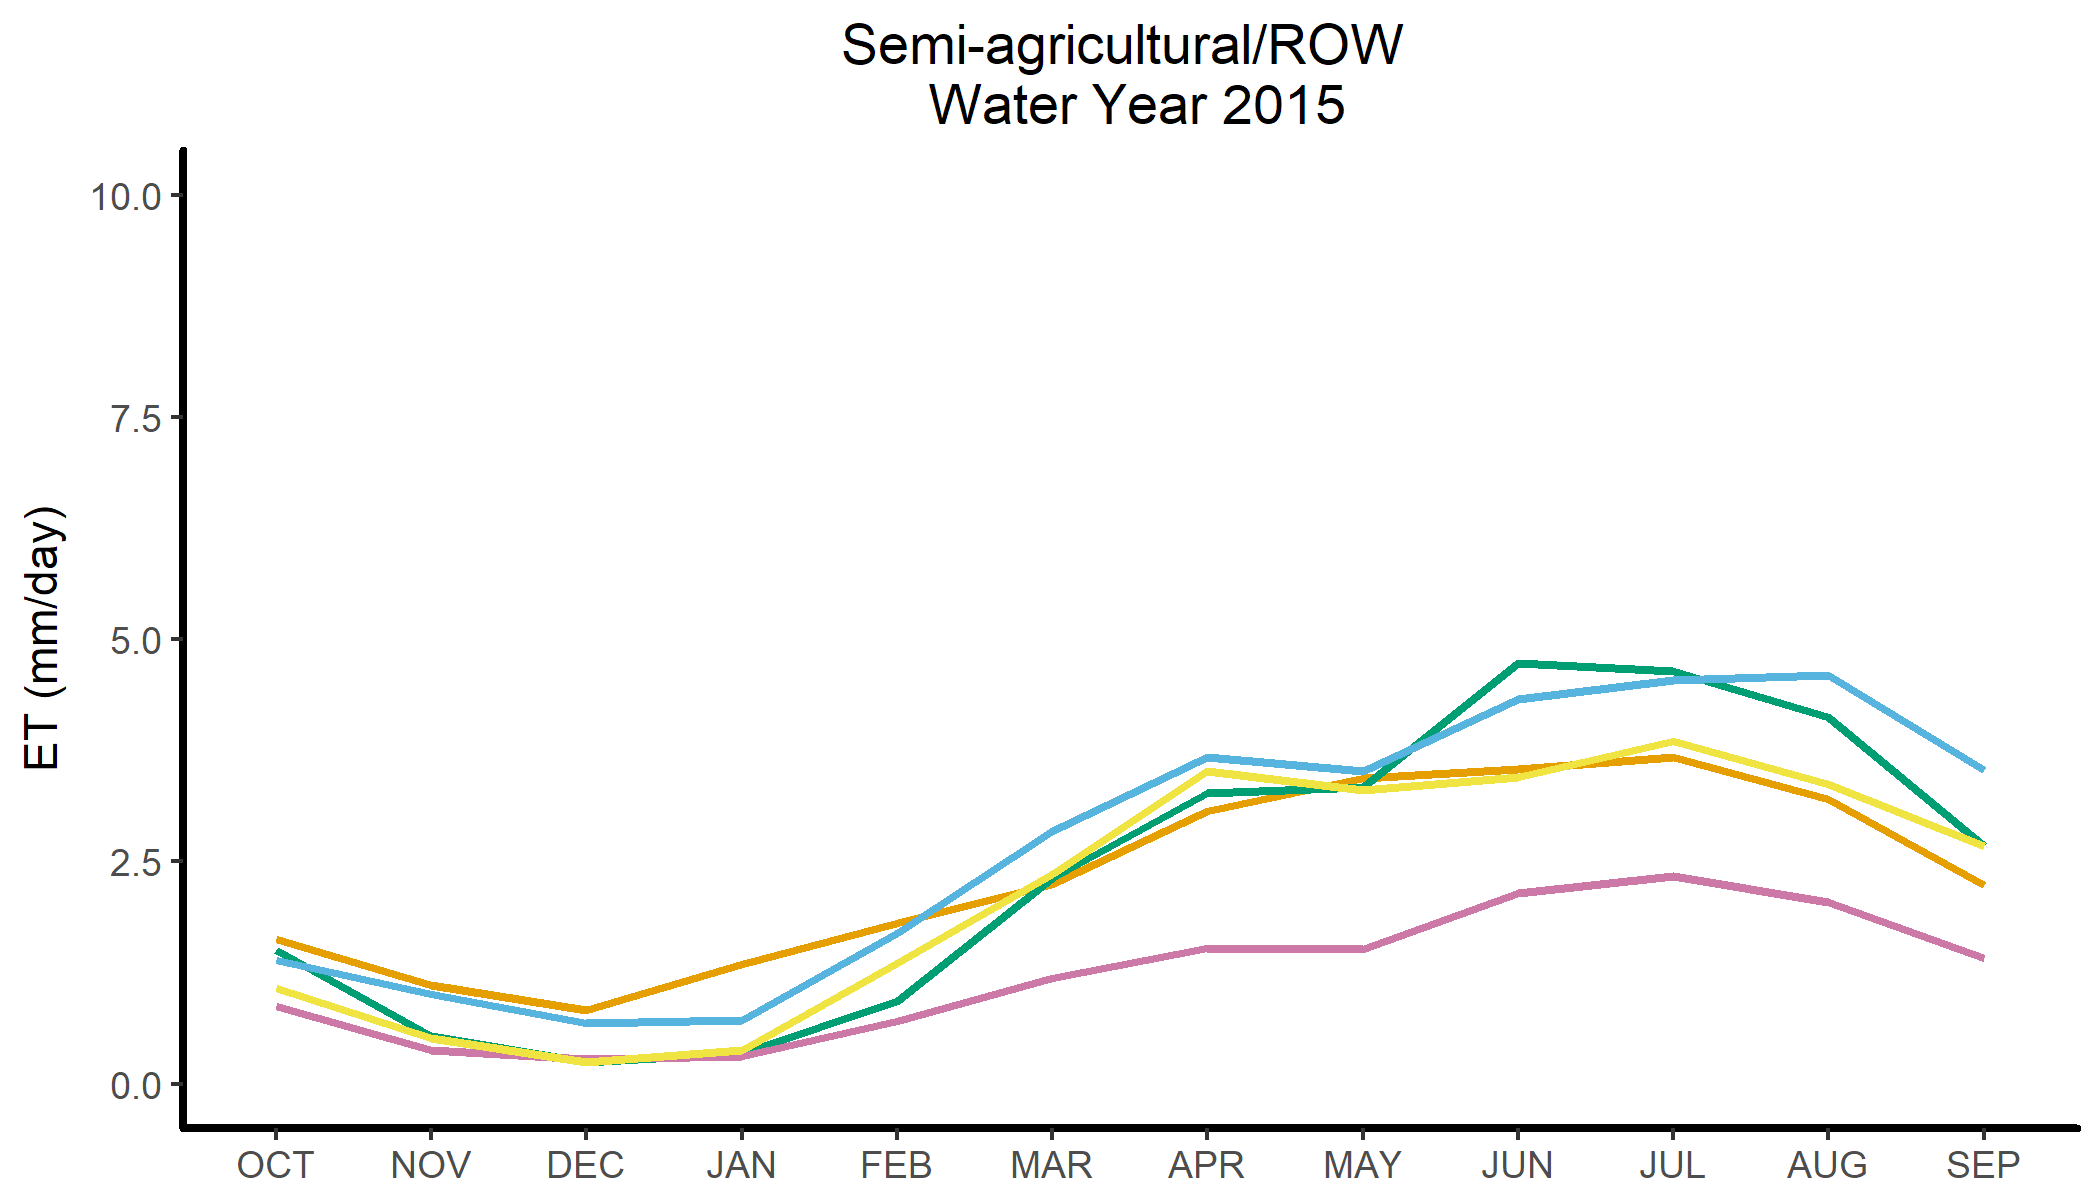 Semi-agricultural/ROW
Water Year 2015
ET (mm/day)
10.0
7.5
5.0
2.5
0.0
OCT NOV DEC JAN FEB MAR APR MAY JUN JUL AUG SEP